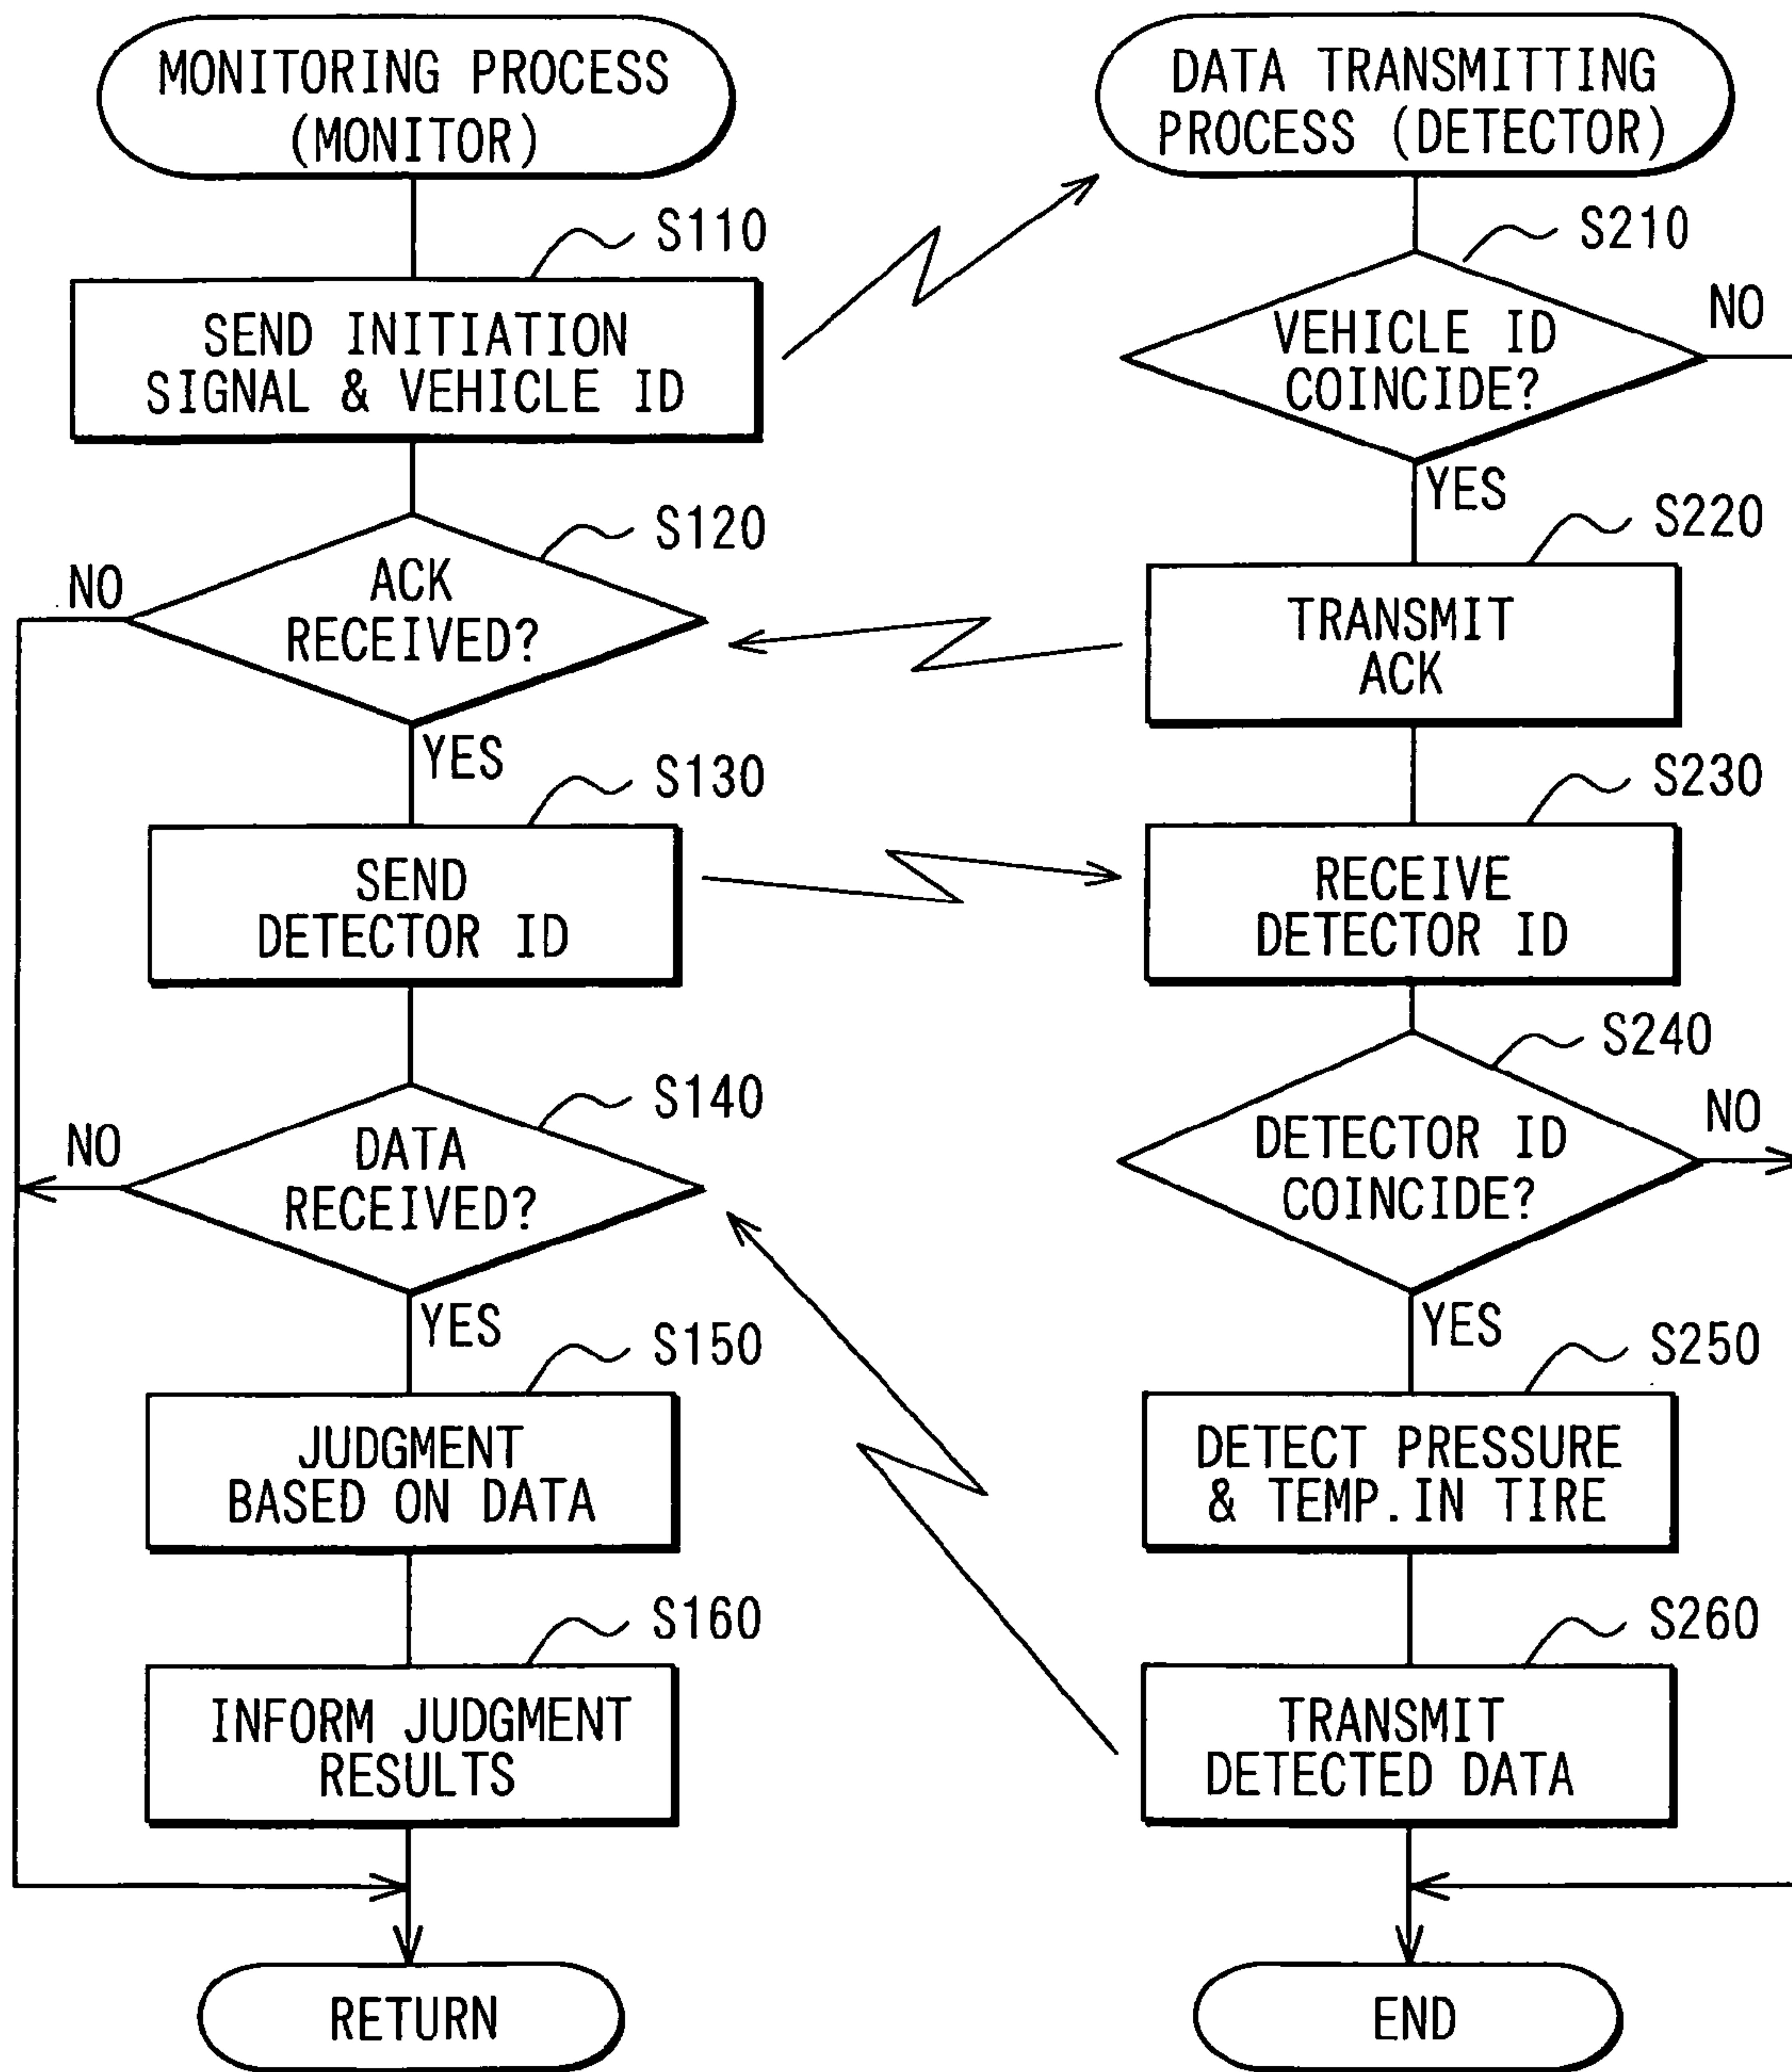 MONITORING PROCESS
(MONITOR)
S110
SEND INITIATION
SIGNAL & VEHICLE ID
S120
ACK
RECEIVED?
NO
YES
S130
SEND
DETECTOR ID
S140
DATA
RECEIVED?
NO
YES
S150
JUDGMENT
BASED ON DATA
S160
INFORM JUDGMENT
RESULTS
RETURN
DATA TRANSMITTING
PROCESS (DETECTOR)
S210
VEHICLE ID
COINCIDE?
NO
YES
S220
TRANSMIT
ACK
S230
RECEIVE
DETECTOR ID
S240
DETECTOR ID
COINCIDE?
NO
YES
S250
DETECT PRESSURE
& TEMP.IN TIRE
S260
TRANSMIT
DETECTED DATA
END